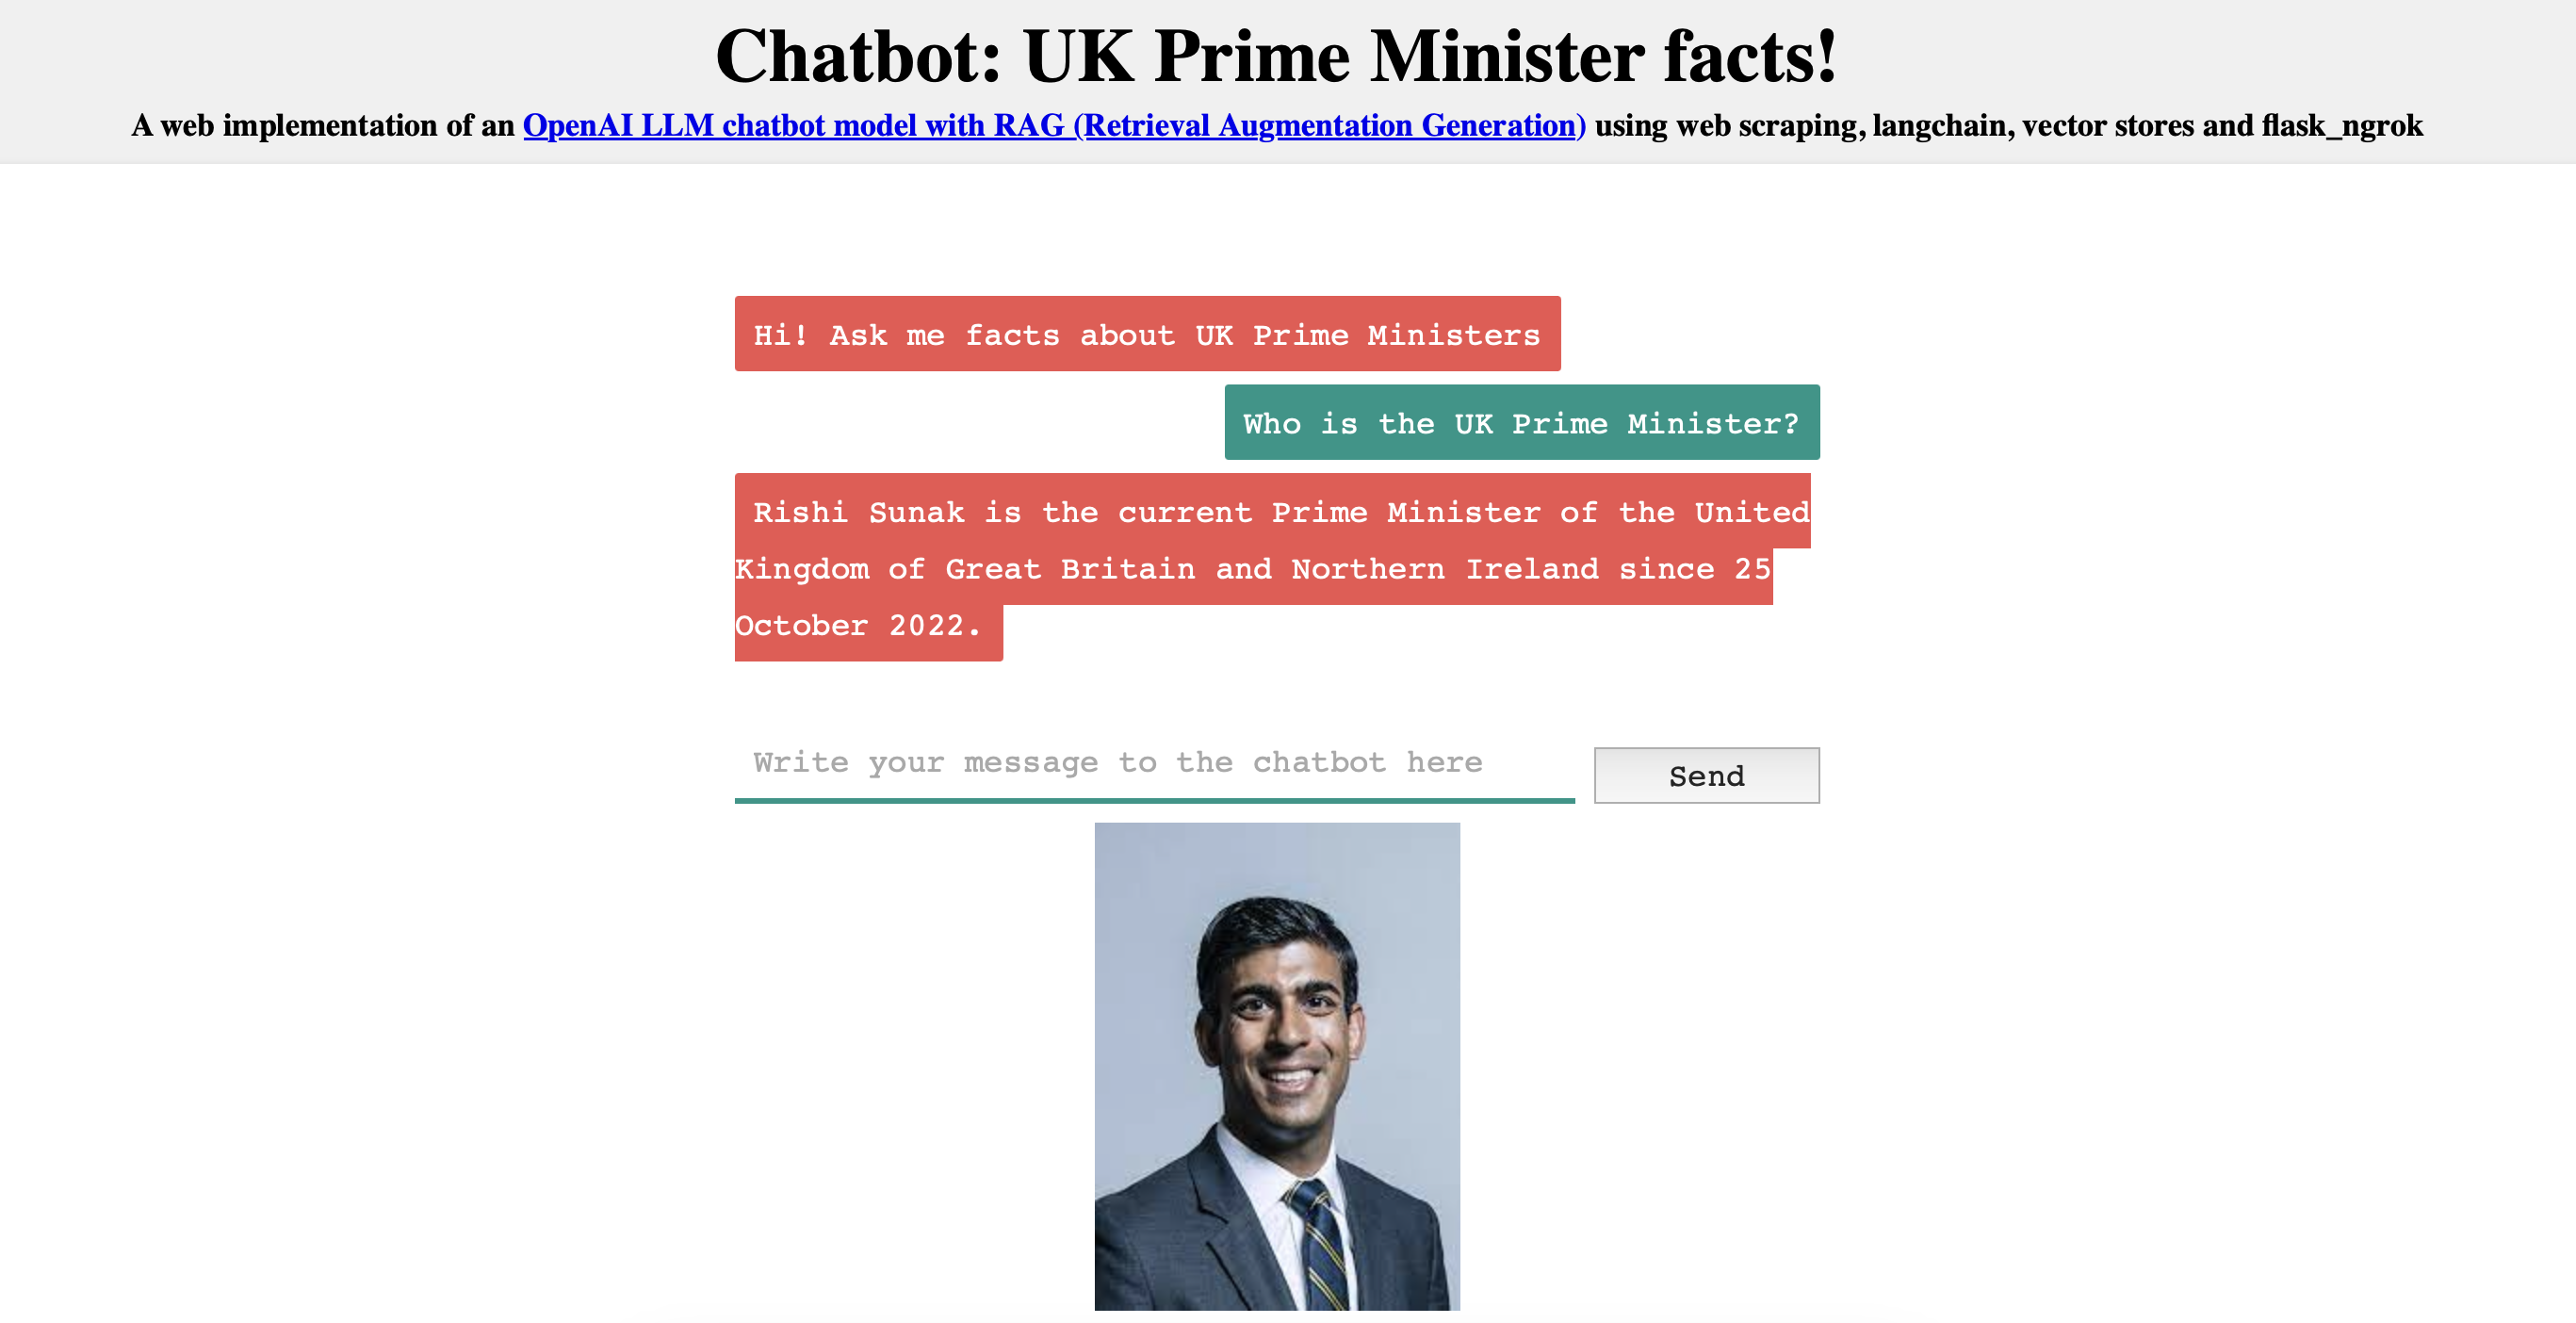 Chatbot: UK Prime Minister facts!
A web implementation of an OpenAI LLM chatbot model with RAG (Retrieval Augmentation Generation) using web scraping, langchain, vector stores and flask_ngrok
Hi! Ask me facts about UK Prime Ministers
Who is the UK Prime Minister?
Rishi Sunak is the current Prime Minister of the United
Kingdom of Great Britain and Northern Ireland since 25
October 2022.
Write your message to the chatbot here
Send